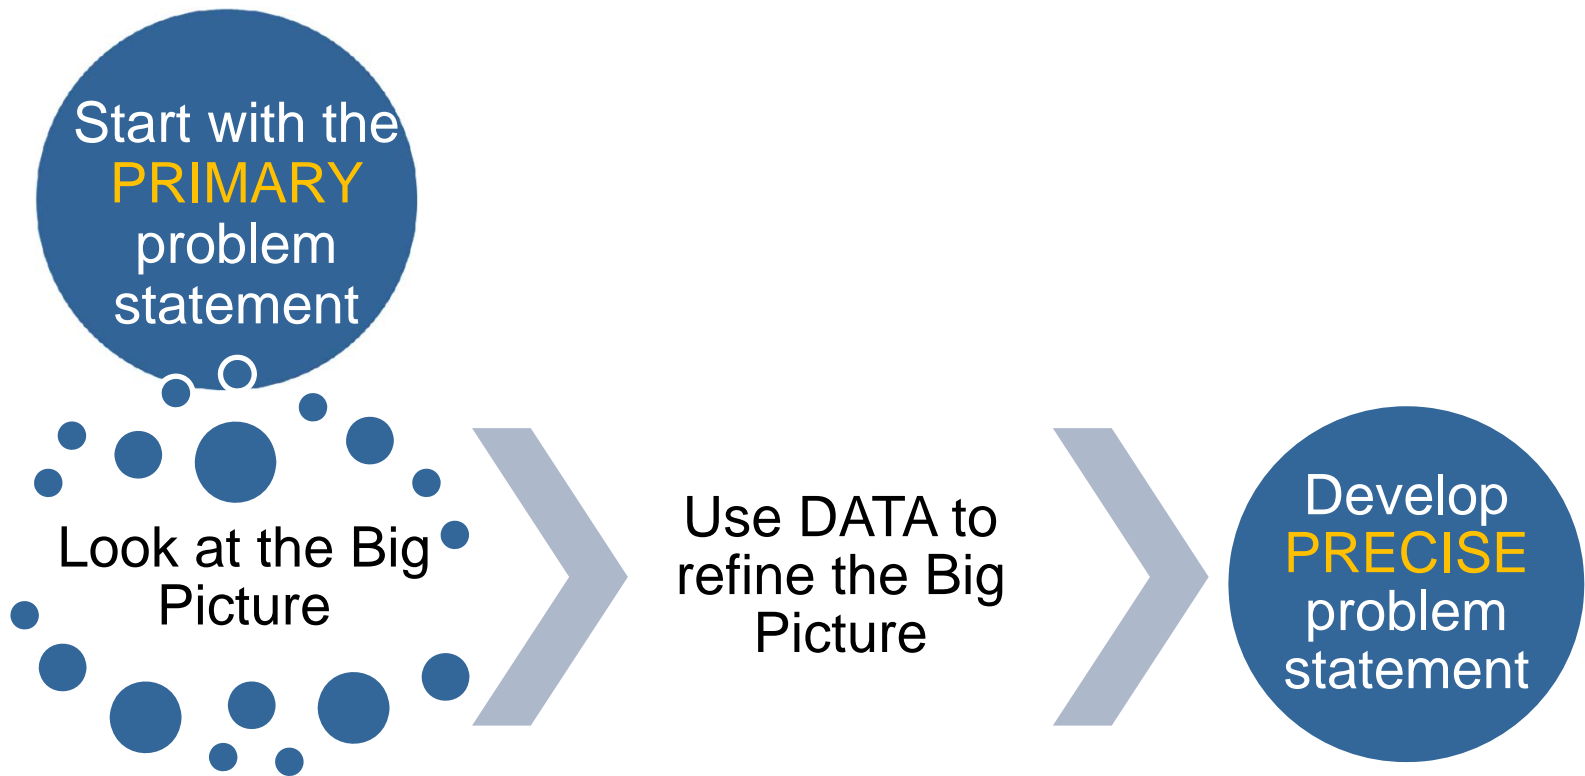 Start with the
PRIMARY
problem
statement
Look at the Big
Picture
Use DATA to
refine the Big
Picture
Develop
PRECISE
problem
statement